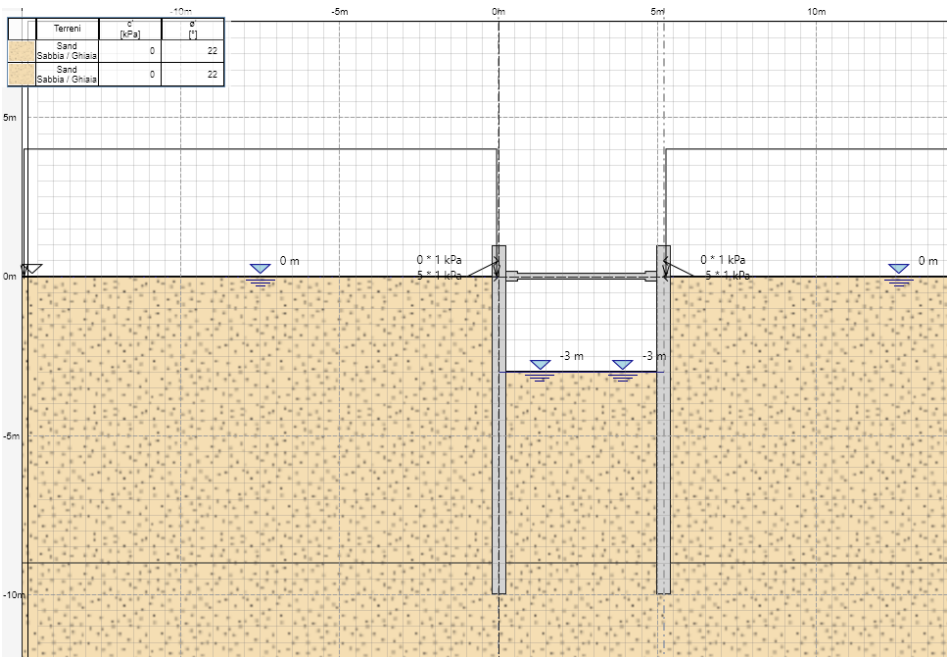 -10m -5m 0m 5m 10m
Terreni c' [kPa] ø' [°]
Sand
Sabbia / Ghiaia 0 22
Sand
Sabbia / Ghiaia 0 22
5m
0 m 0 * 1 kPa 0 * 1 kPa 0 m
0m 5 * 1 kPa 5 * 1 kPa
-3 m -3 m
-5m
-10m